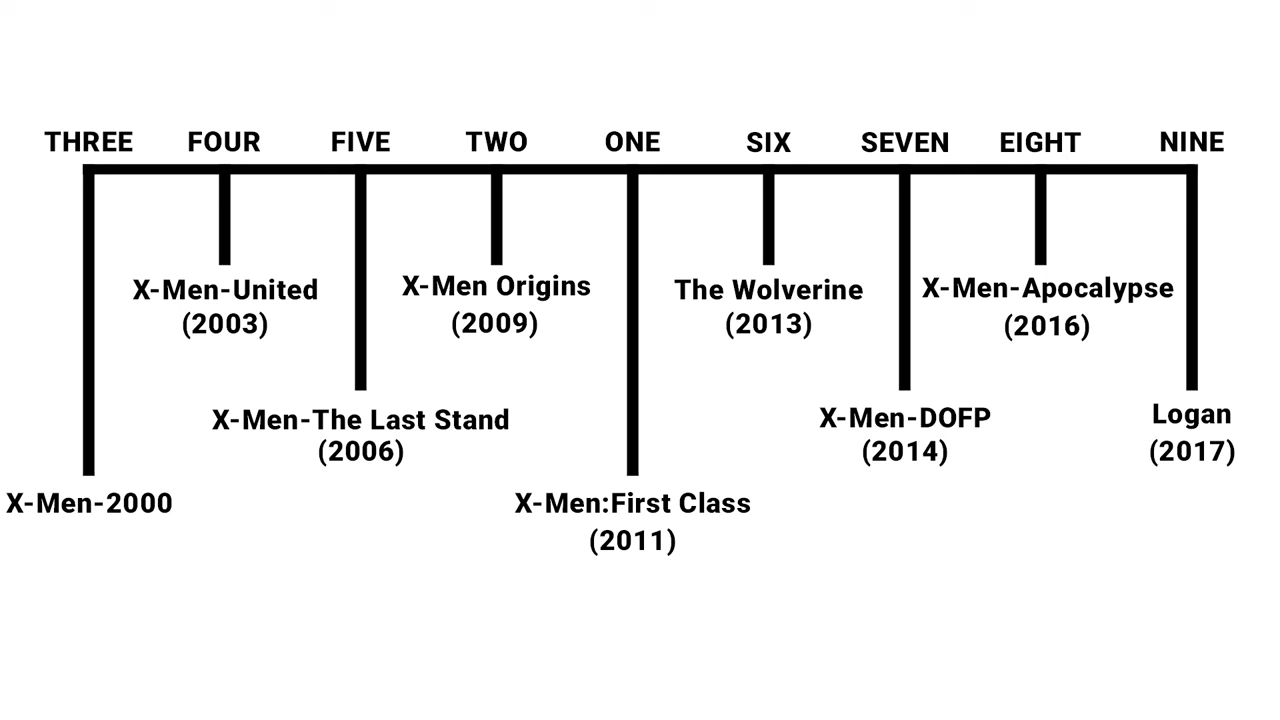 THREE FOUR FIVE TWO ONE SIX SEVEN EIGHT NINE
X-Men-United
(2003)
X-Men Origins
(2009)
The Wolverine
(2013)
X-Men-Apocalypse
(2016)
X-Men-The Last Stand
(2006)
X-Men-DOFP
(2014)
Logan
(2017)
X-Men-2000
X-Men:First Class
(2011)